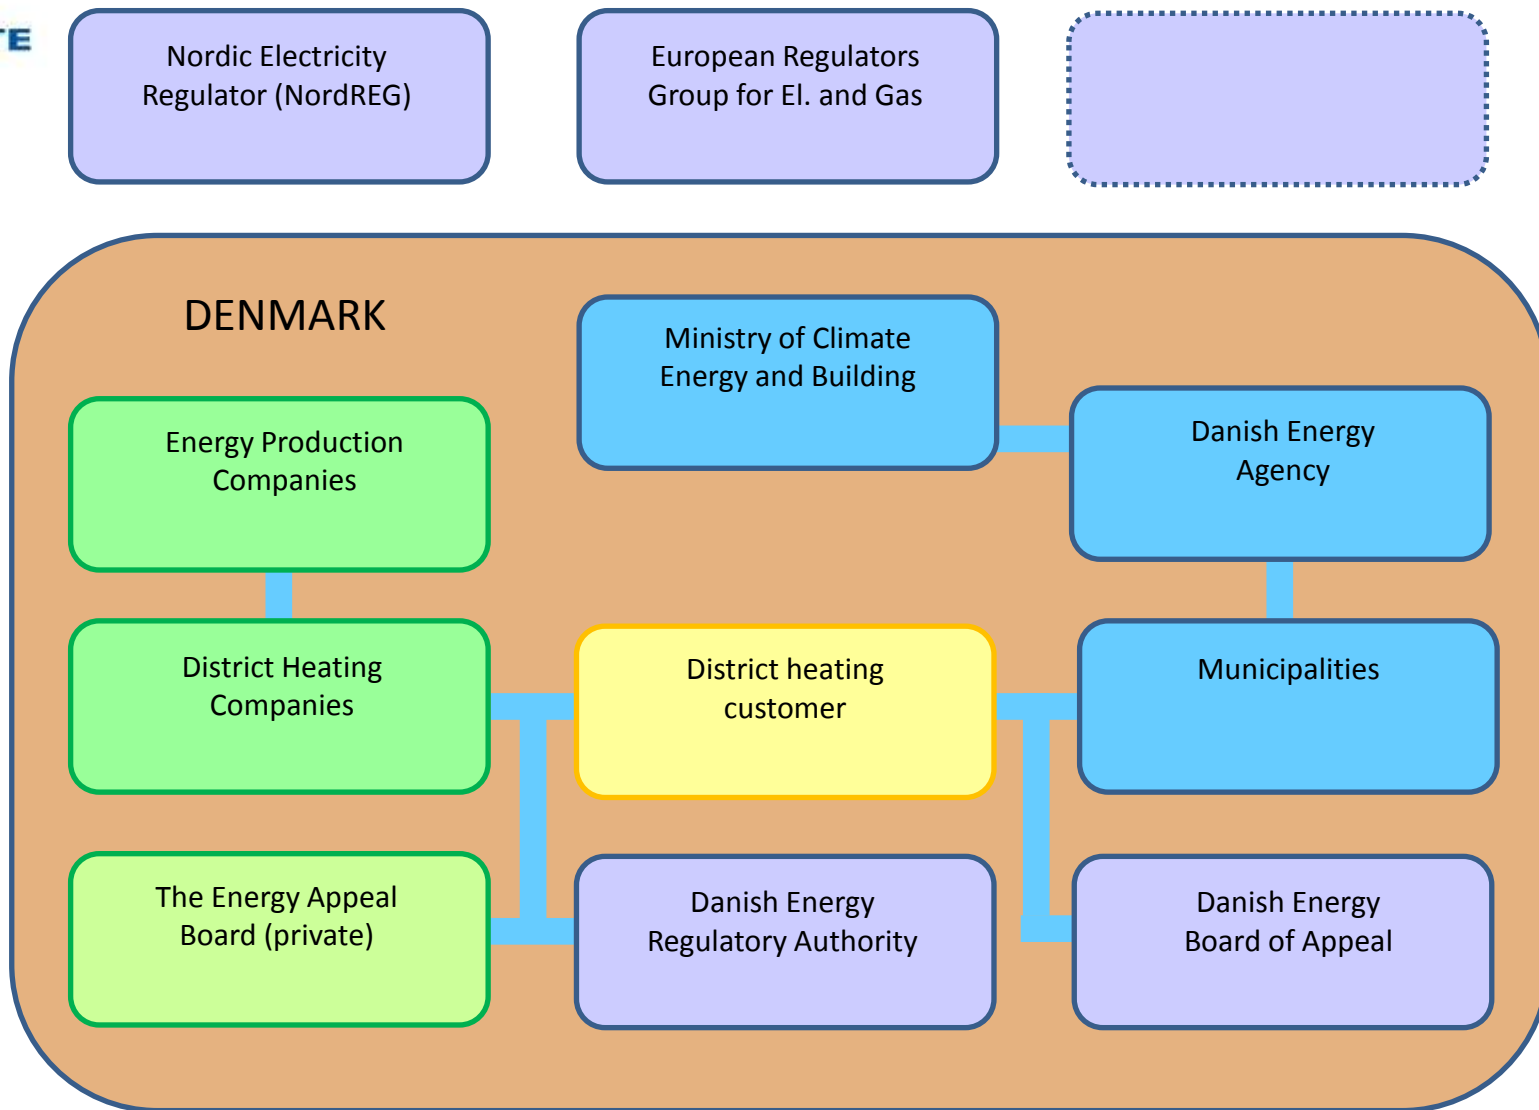 Nordic Electricity
Regulator (NordREG)
European Regulators
Group for El. and Gas
DENMARK
Ministry of Climate
Energy and Building
Energy Production
Companies
Danish Energy
Agency
District Heating
Companies
District heating
customer
Municipalities
The Energy Appeal
Board (private)
Danish Energy
Regulatory Authority
Danish Energy
Board of Appeal